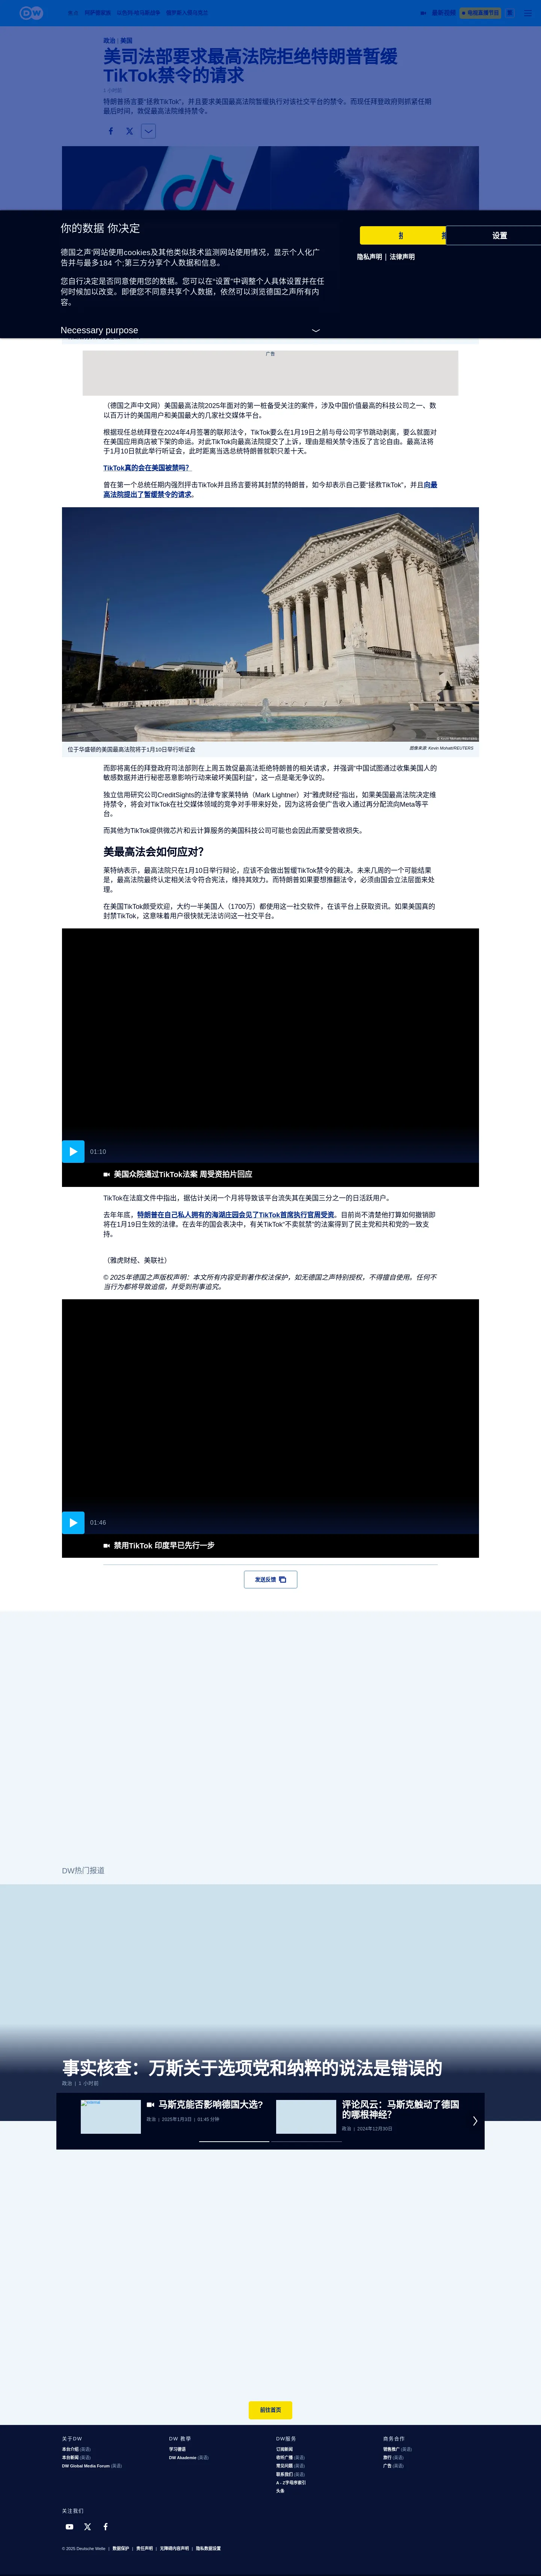 DW
最新视频
电视直播节目
政治 | 美国
美司法部要求最高法院拒绝特朗普暂缓
TikTok禁令的请求
1 小时前
特朗普扬言要“拯救TikTok”，并且要求美国最高法院暂缓执行对该社交平台的禁令。而现任拜登政府则抓紧任期
最后时间，敦促最高法院维持禁令。
你的数据 你决定
德国之声'网站使用cookies及其他类似技术监测网站使用情况，显示个人化广
告并与最多184 个;第三方分享个人数据和信息。
您自行决定是否同意使用您的数据。您可以在“设置”中调整个人具体设置并在任
何时候加以改变。即便您不同意共享个人数据，依然可以浏览德国之声所有内
容。
Necessary purpose
设置
隐私声明 | 法律声明
广告
（德国之声中文网）美国最高法院2025年面对的第一桩备受关注的案件，涉及中国价值最高的科技公司之一、数
以百万计的美国用户和美国最大的几家社交媒体平台。
根据现任总统拜登在2024年4月签署的联邦法令，TikTok要么在1月19日之前与母公司字节跳动剥离，要么就面对
在美国应用商店被下架的命运。对此TikTok向最高法院提交了上诉，理由是相关禁令违反了言论自由。最高法将
于1月10日就此举行听证会，此时距离当选总统特朗普就职只差十天。
TikTok真的会在美国被禁吗？
曾在第一个总统任期内强烈抨击TikTok并且扬言要将其封禁的特朗普，如今却表示自己要“拯救TikTok”，并且向最
高法院提出了暂缓禁令的请求。
位于华盛顿的美国最高法院将于1月10日举行听证会
图像来源: Kevin Mohatt/REUTERS
而即将离任的拜登政府司法部则在上周五敦促最高法拒绝特朗普的相关请求，并强调“中国试图通过收集美国人的
敏感数据并进行秘密恶意影响行动来破坏美国利益”，这一点是毫无争议的。
独立信用研究公司CreditSights的法律专家莱特纳（Mark Lightner）对“雅虎财经”指出，如果美国最高法院决定维
持禁令，将会对TikTok在社交媒体领域的竞争对手带来好处，因为这将会使广告收入通过再分配流向Meta等平
台。
而其他为TikTok提供微芯片和云计算服务的美国科技公司可能也会因此而蒙受营收损失。
美最高法会如何应对？
莱特纳表示，最高法院只在1月10日举行辩论，应该不会做出暂缓TikTok禁令的裁决。未来几周的一个可能结果
是，最高法院最终认定相关法令符合宪法，维持其效力。而特朗普如果要想推翻法令，必须由国会立法层面来处
理。
在美国TikTok颇受欢迎，大约一半美国人（1700万）都使用这一社交软件，在该平台上获取资讯。如果美国真的
封禁TikTok，这意味着用户很快就无法访问这一社交平台。
01:10
美国众院通过TikTok法案 周受资拍片回应
TikTok在法庭文件中指出，据估计关闭一个月将导致该平台流失其在美国三分之一的日活跃用户。
去年年底，特朗普在自己私人拥有的海湖庄园会见了TikTok首席执行官周受资。目前尚不清楚他打算如何撤销即
将在1月19日生效的法律。在去年的国会表决中，有关TikTok“不卖就禁”的法案得到了民主党和共和党的一致支
持。
（雅虎财经、美联社）
© 2025年德国之声版权声明：本文所有内容受到著作权法保护，如无德国之声特别授权，不得擅自使用。任何不
当行为都将导致追偿，并受到刑事追究。
01:46
禁用TikTok 印度早已先行一步
发送反馈
DW热门报道
事实核查：万斯关于选项党和纳粹的说法是错误的
政治 | 1 小时前
马斯克能否影响德国大选?
政治 | 2025年1月3日 | 01:45 分钟
评论风云：马斯克触动了德国
的哪根神经？
政治 | 2024年12月30日
前往首页
关于DW
本台介绍 (英语)
本台新闻 (英语)
DW Global Media Forum (英语)
DW 教学
学习德语
DW Akademie (英语)
DW服务
订阅新闻
收听广播 (英语)
常见问题 (英语)
联系我们 (英语)
A - Z字母序索引
头条
商务合作
销售推广 (英语)
旅行 (英语)
广告 (英语)
关注我们
© 2025 Deutsche Welle | 数据保护 | 责任声明 | 无障碍内容声明 | 隐私数据设置